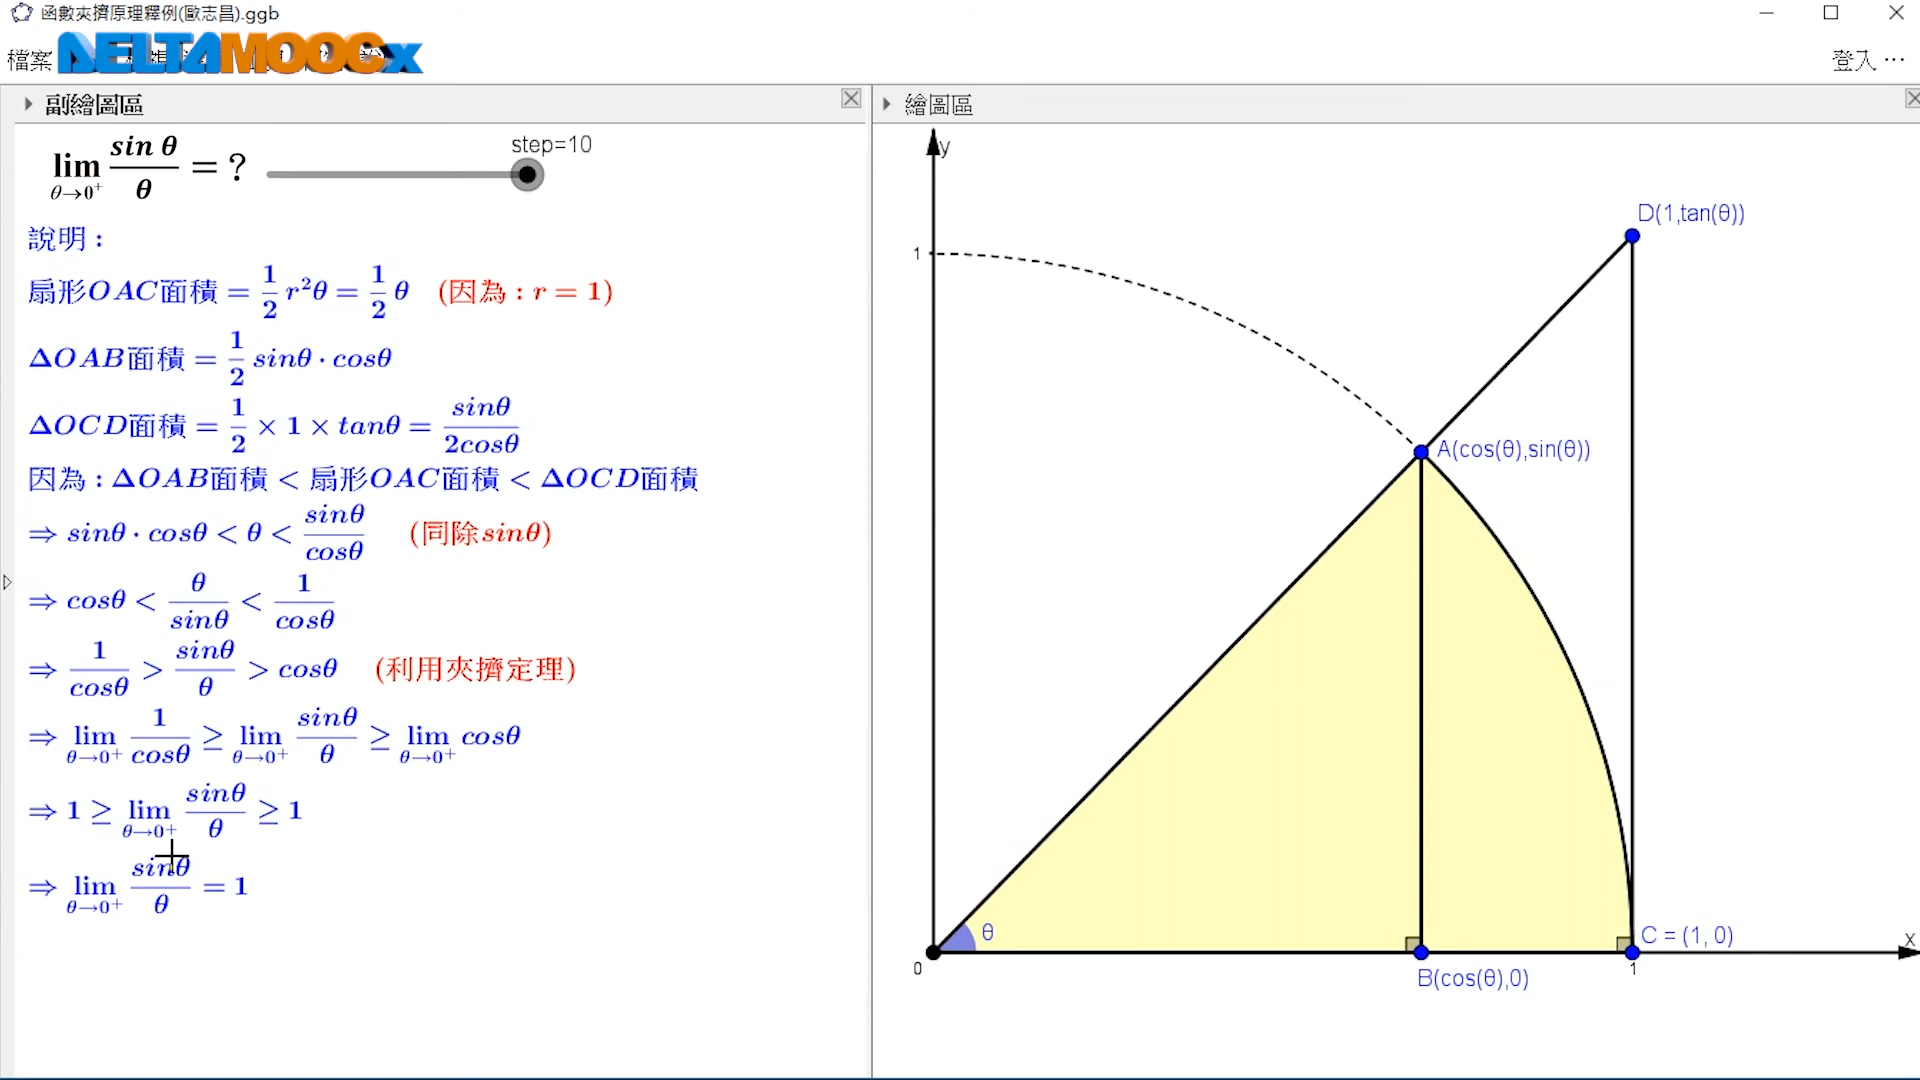 函數夾擠原理釋例(歐志昌).ggb
檔案
DELTAMOOCx
登入 ...
副繪圖區
lim θ→0⁺ sin θ / θ = ?
step=10
說明 :
扇形OAC面積 = 1/2 r²θ = 1/2 θ (因為 : r = 1)
ΔOAB面積 = 1/2 sinθ · cosθ
ΔOCD面積 = 1/2 × 1 × tanθ = sinθ / 2cosθ
因為 : ΔOAB面積 < 扇形OAC面積 < ΔOCD面積
⇒ sinθ · cosθ < θ < sinθ / cosθ (同除sinθ)
⇒ cosθ < θ / sinθ < 1 / cosθ
⇒ 1 / cosθ > sinθ / θ > cosθ (利用夾擠定理)
⇒ lim θ→0⁺ 1 / cosθ ≥ lim θ→0⁺ sinθ / θ ≥ lim θ→0⁺ cosθ
⇒ 1 ≥ lim θ→0⁺ sinθ / θ ≥ 1
⇒ lim θ→0⁺ sinθ / θ = 1
繪圖區
y
D(1,tan(θ))
1
A(cos(θ),sin(θ))
θ
C = (1, 0)
x
0
1
B(cos(θ),0)